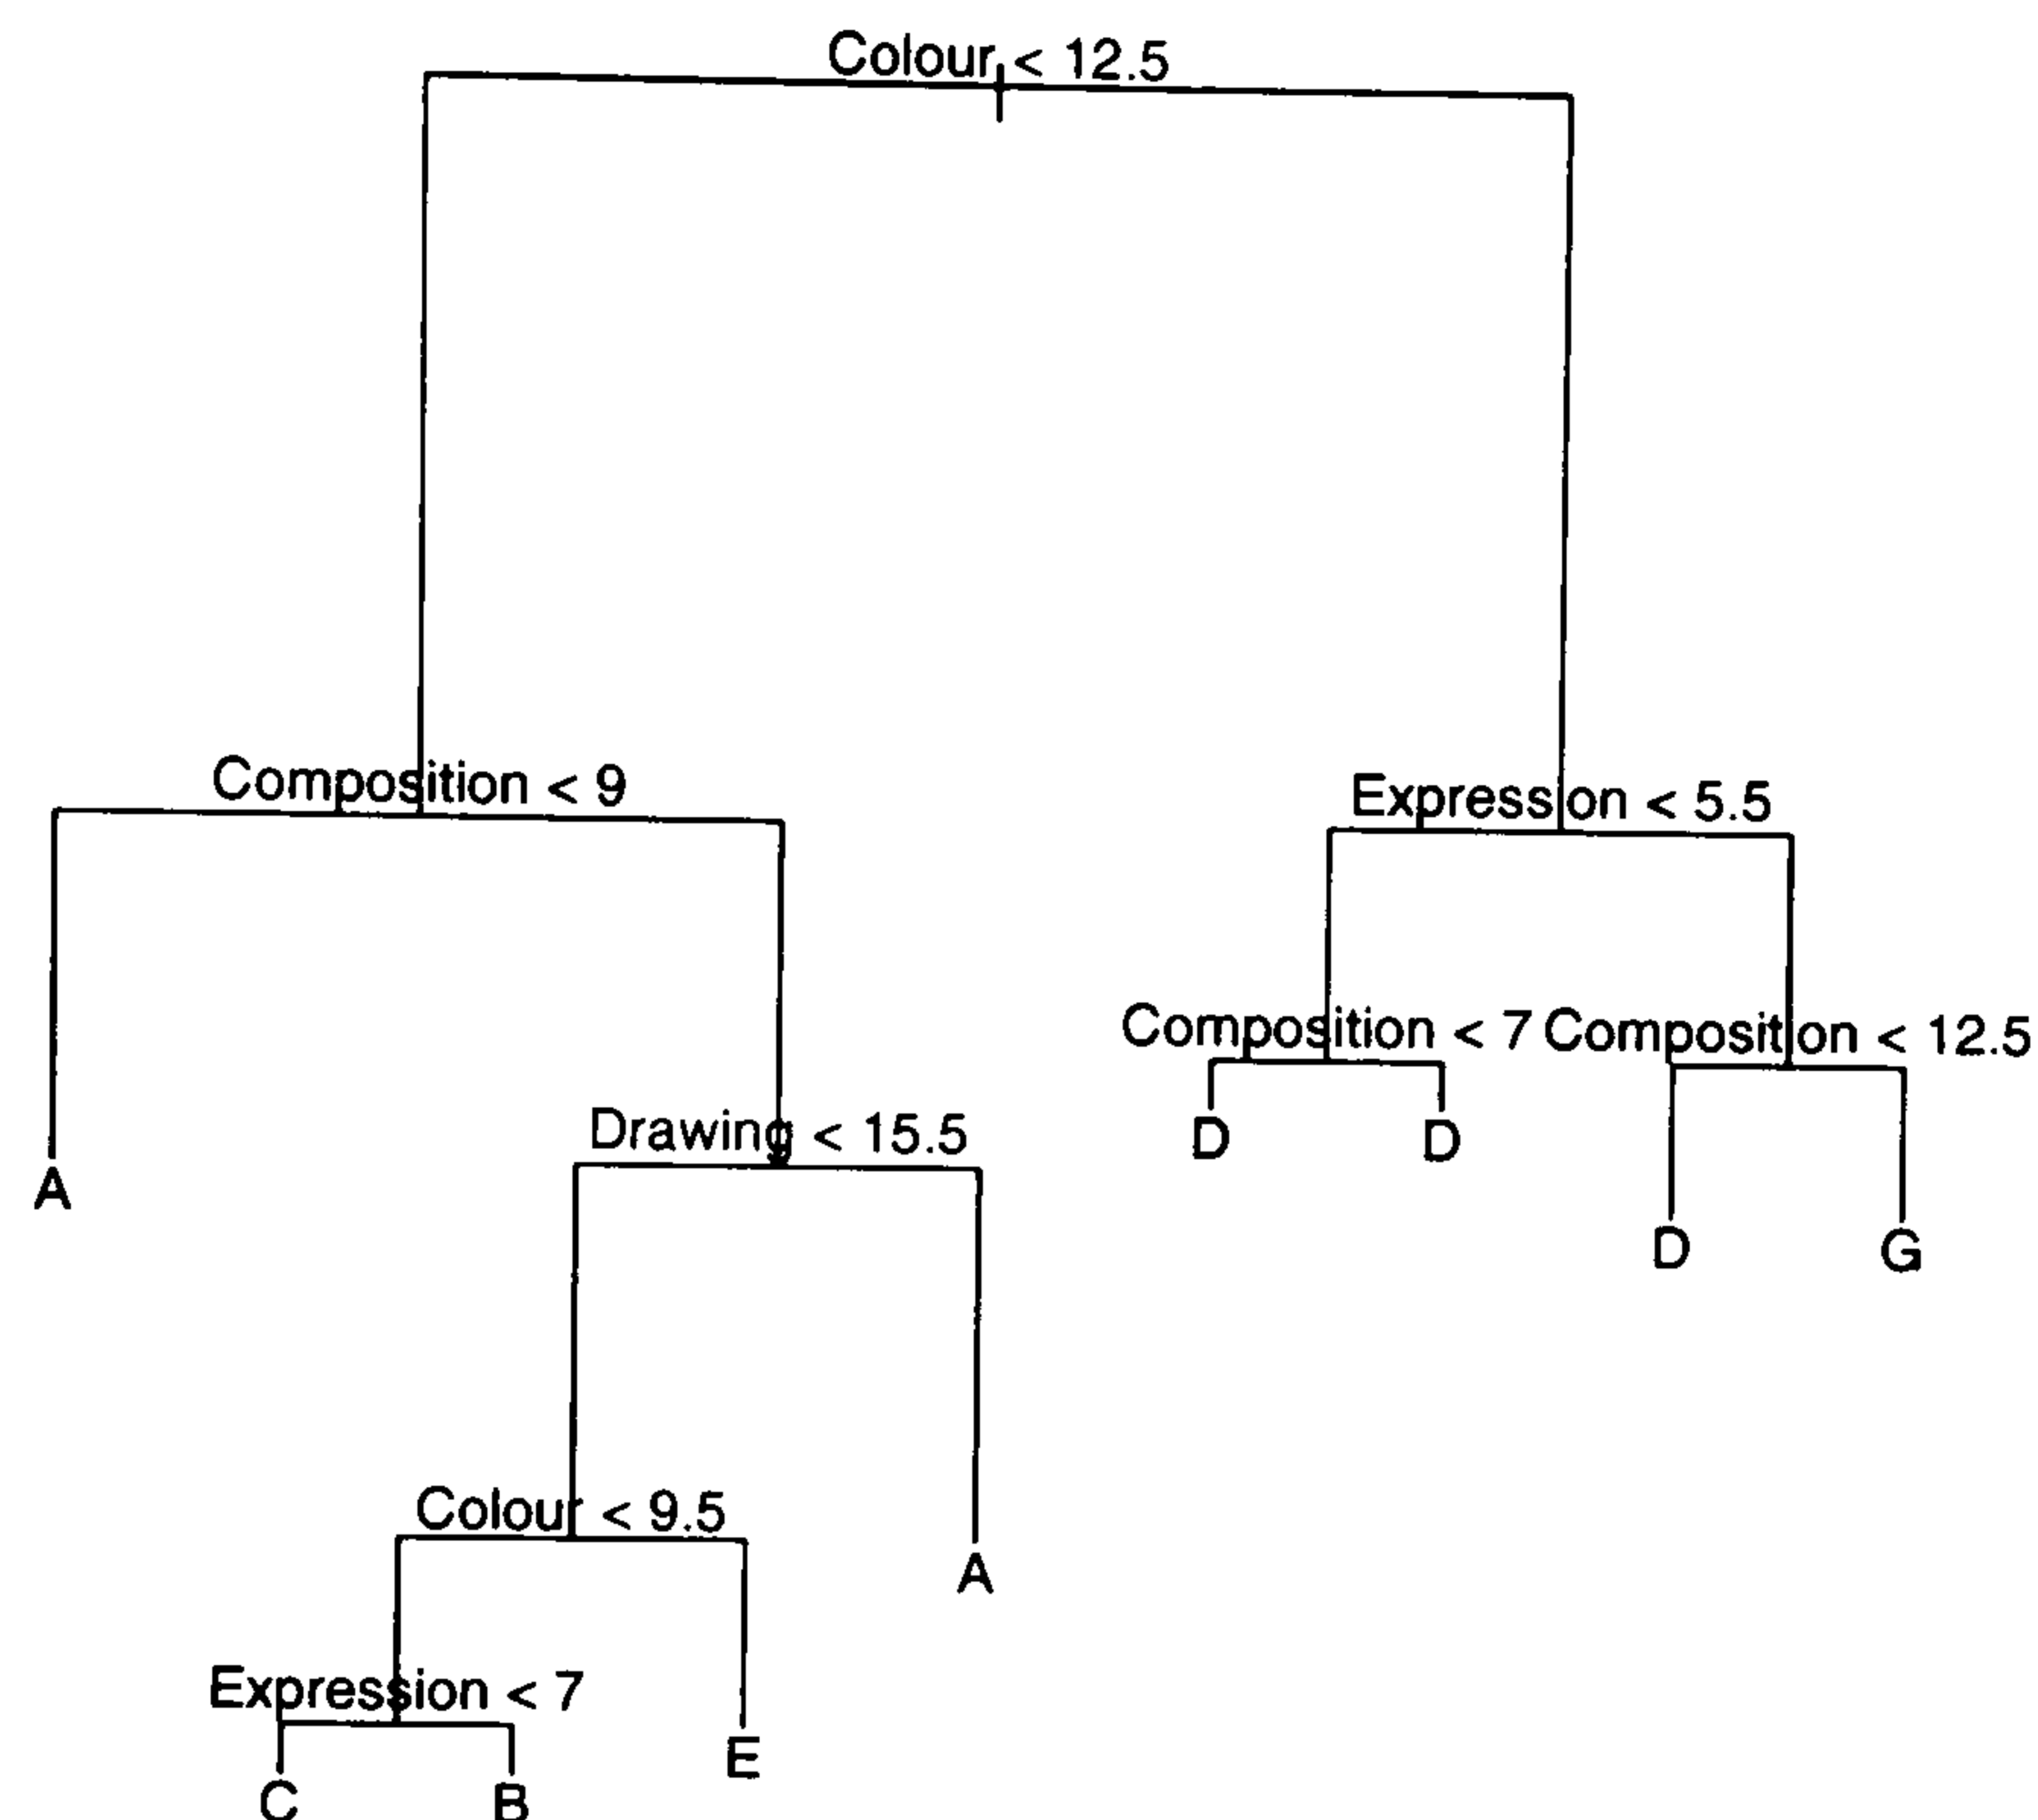 Colour < 12.5
Composition < 9
Expression < 5.5
Composition < 7
Composition < 12.5
Drawing < 15.5
D
D
A
D
G
Colour < 9.5
A
Expression < 7
E
C
B